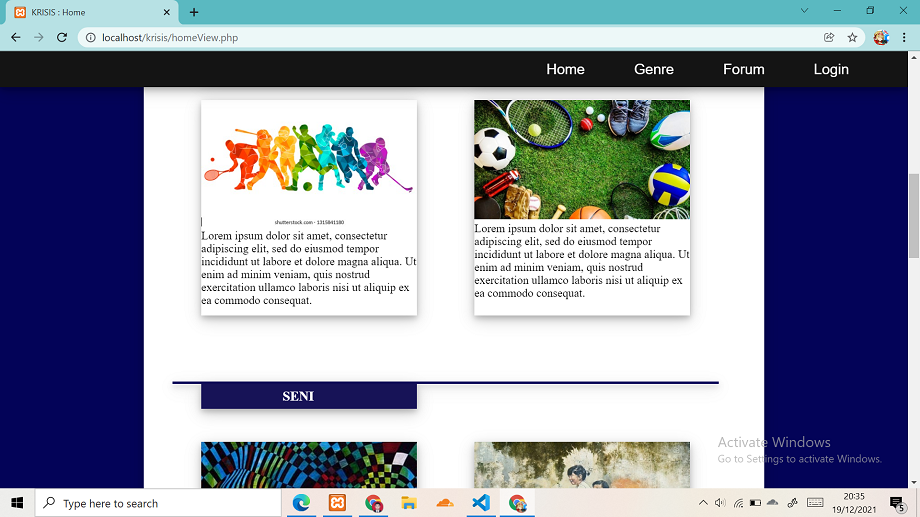 KRISIS : Home
localhost/krisis/homeView.php
Home Genre Forum Login
shutterstock.com · 1315841180
Lorem ipsum dolor sit amet, consectetur
adipiscing elit, sed do eiusmod tempor
incididunt ut labore et dolore magna aliqua. Ut
enim ad minim veniam, quis nostrud
exercitation ullamco laboris nisi ut aliquip ex
ea commodo consequat.
Lorem ipsum dolor sit amet, consectetur
adipiscing elit, sed do eiusmod tempor
incididunt ut labore et dolore magna aliqua. Ut
enim ad minim veniam, quis nostrud
exercitation ullamco laboris nisi ut aliquip ex
ea commodo consequat.
SENI
Activate Windows
Go to Settings to activate Windows.
Type here to search
20:35
19/12/2021
5